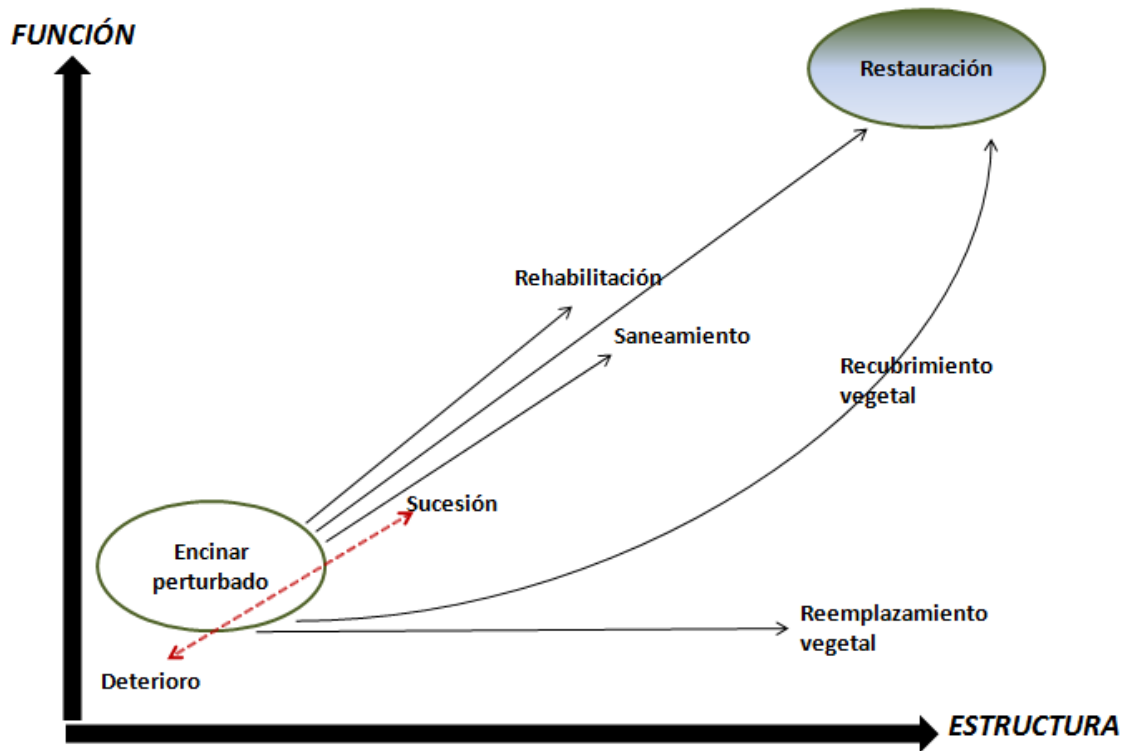 FUNCIÓN
Restauración
Rehabilitación
Saneamiento
Recubrimiento
vegetal
Sucesión
Encinar
perturbado
Reemplazamiento
vegetal
Deterioro
ESTRUCTURA